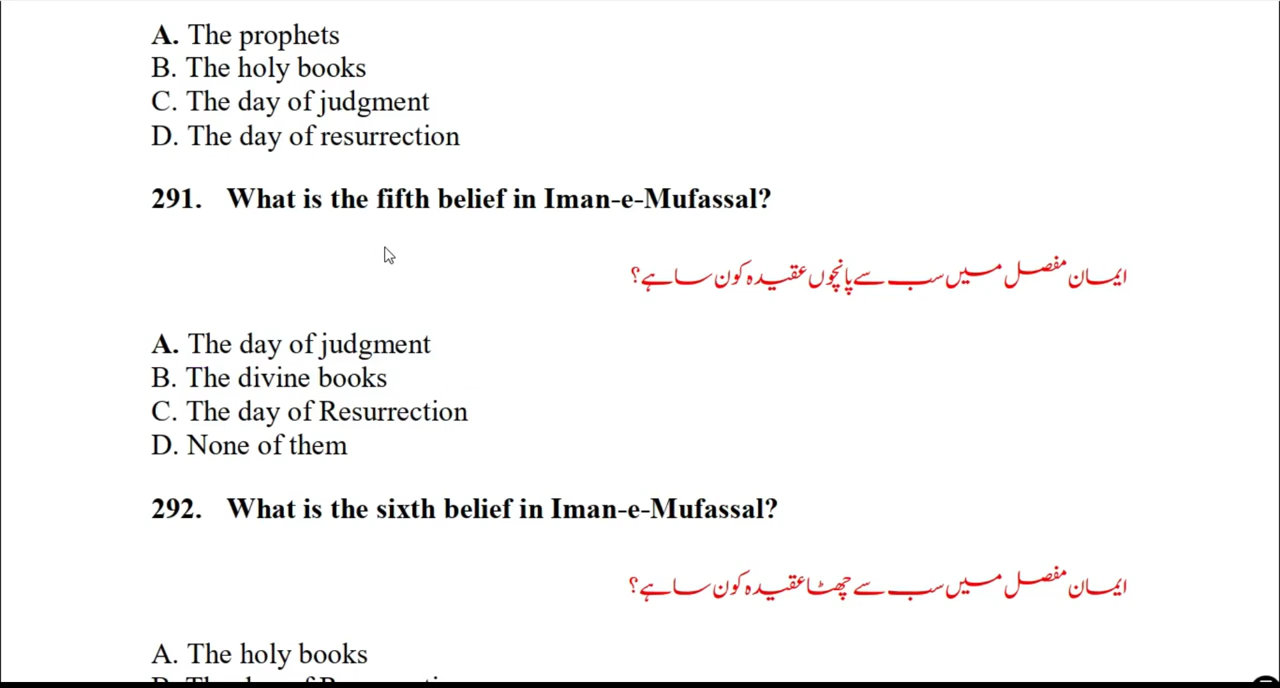 A. The prophets
B. The holy books
C. The day of judgment
D. The day of resurrection
291. What is the fifth belief in Iman-e-Mufassal?
ایمان مفصل میں سب سے پانچوں عقیدہ کون سا ہے؟
A. The day of judgment
B. The divine books
C. The day of Resurrection
D. None of them
292. What is the sixth belief in Iman-e-Mufassal?
ایمان مفصل میں سب سے چھٹا عقیدہ کون سا ہے؟
A. The holy books